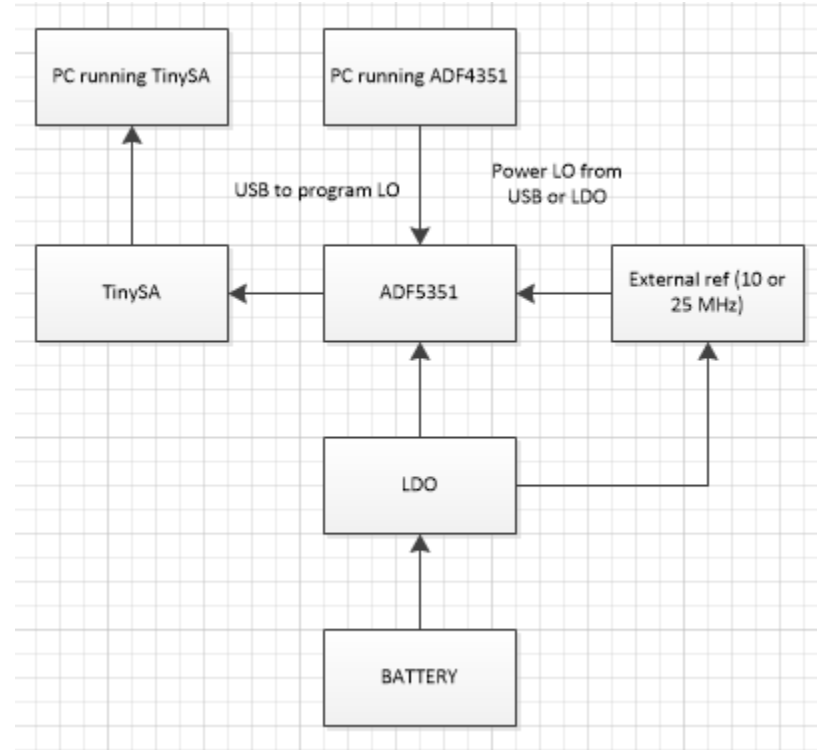 PC running TinySA
PC running ADF4351
USB to program LO
Power LO from
USB or LDO
TinySA
ADF5351
External ref (10 or
25 MHz)
LDO
BATTERY